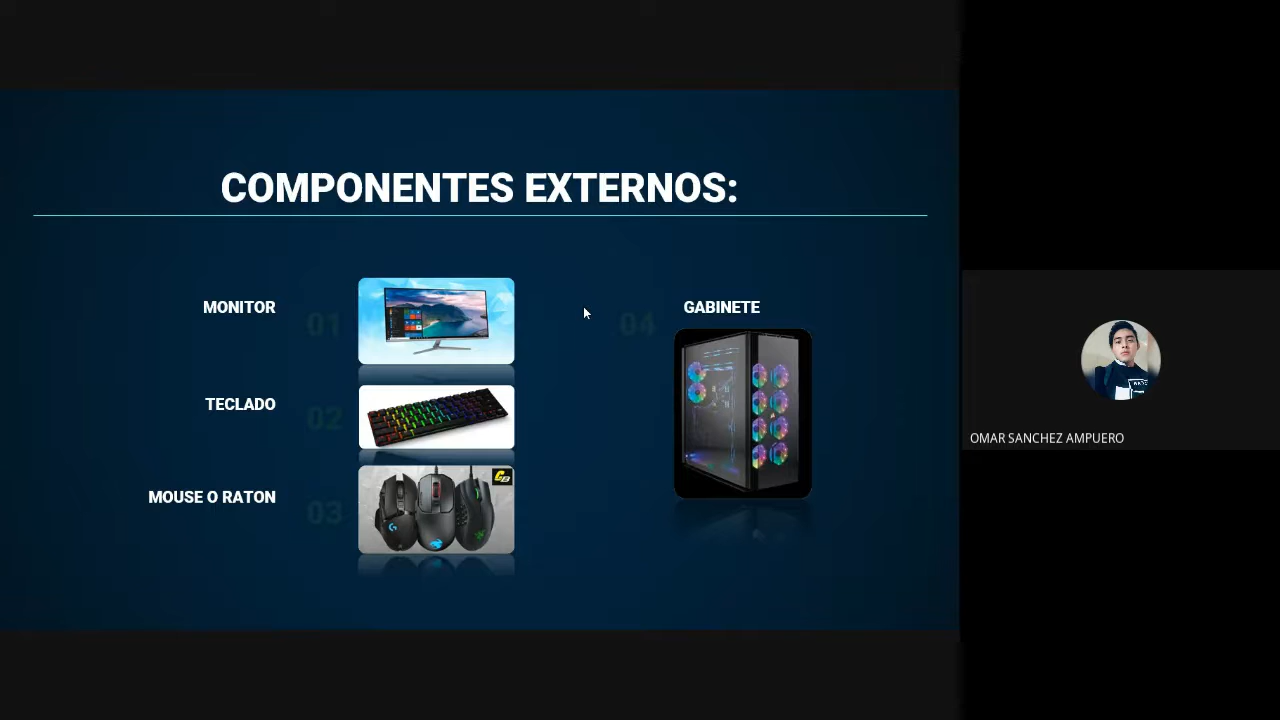 COMPONENTES EXTERNOS:
MONITOR
01
TECLADO
02
MOUSE O RATON
03
04
GABINETE
OMAR SANCHEZ AMPUERO